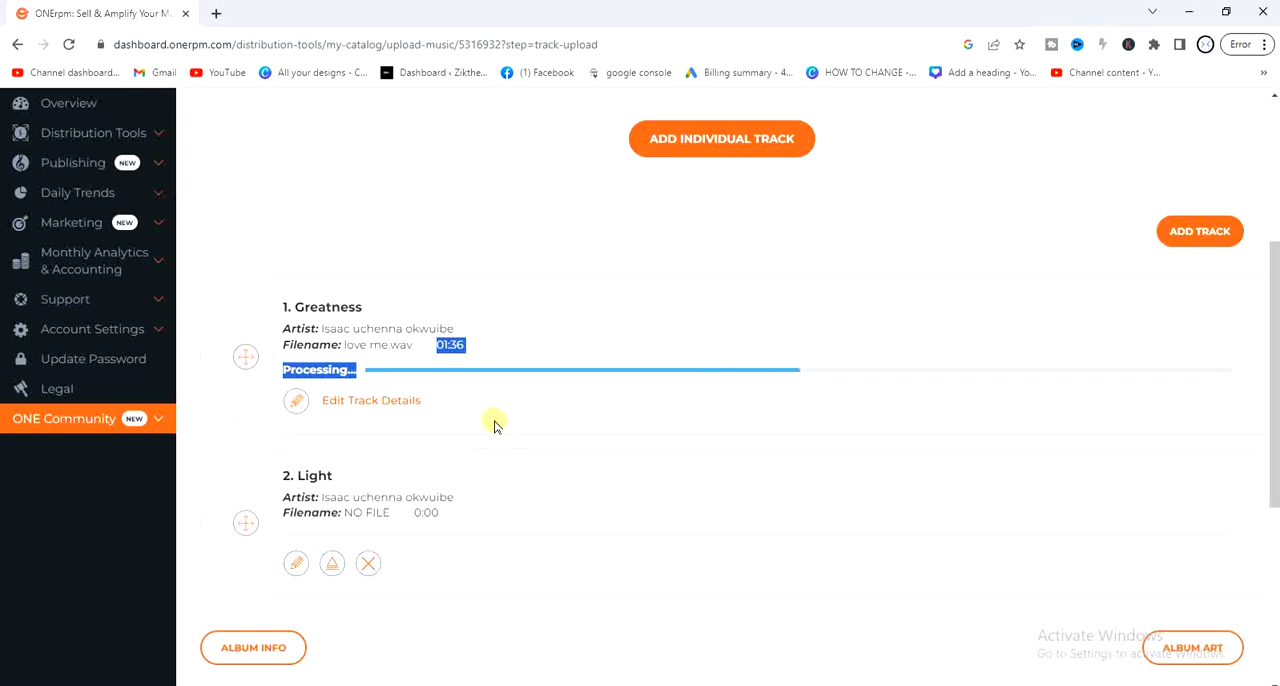 ONErpm: Sell & Amplify Your M
dashboard.onerpm.com/distribution-tools/my-catalog/upload-music/5316932?step=track-upload
Error
Channel dashboard...
Gmail
YouTube
All your designs - C...
Dashboard ‹ Zikthe...
(1) Facebook
google console
Billing summary - 4...
HOW TO CHANGE -...
Add a heading - Yo...
Channel content - Y...
Overview
Distribution Tools
Publishing NEW
Daily Trends
Marketing NEW
Monthly Analytics
& Accounting
Support
Account Settings
Update Password
Legal
ONE Community NEW
ADD INDIVIDUAL TRACK
ADD TRACK
1. Greatness
Artist: Isaac uchenna okwuibe
Filename: love me.wav 01:36
Processing...
Edit Track Details
2. Light
Artist: Isaac uchenna okwuibe
Filename: NO FILE 0:00
ALBUM INFO
ALBUM ART
Activate Windows
Go to Settings to activate Windows.